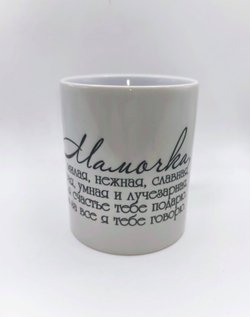 Мамочка,
милая, нежная, славная,
умная и лучезарная.
счастье тебе подарю
за все я тебе говорю.